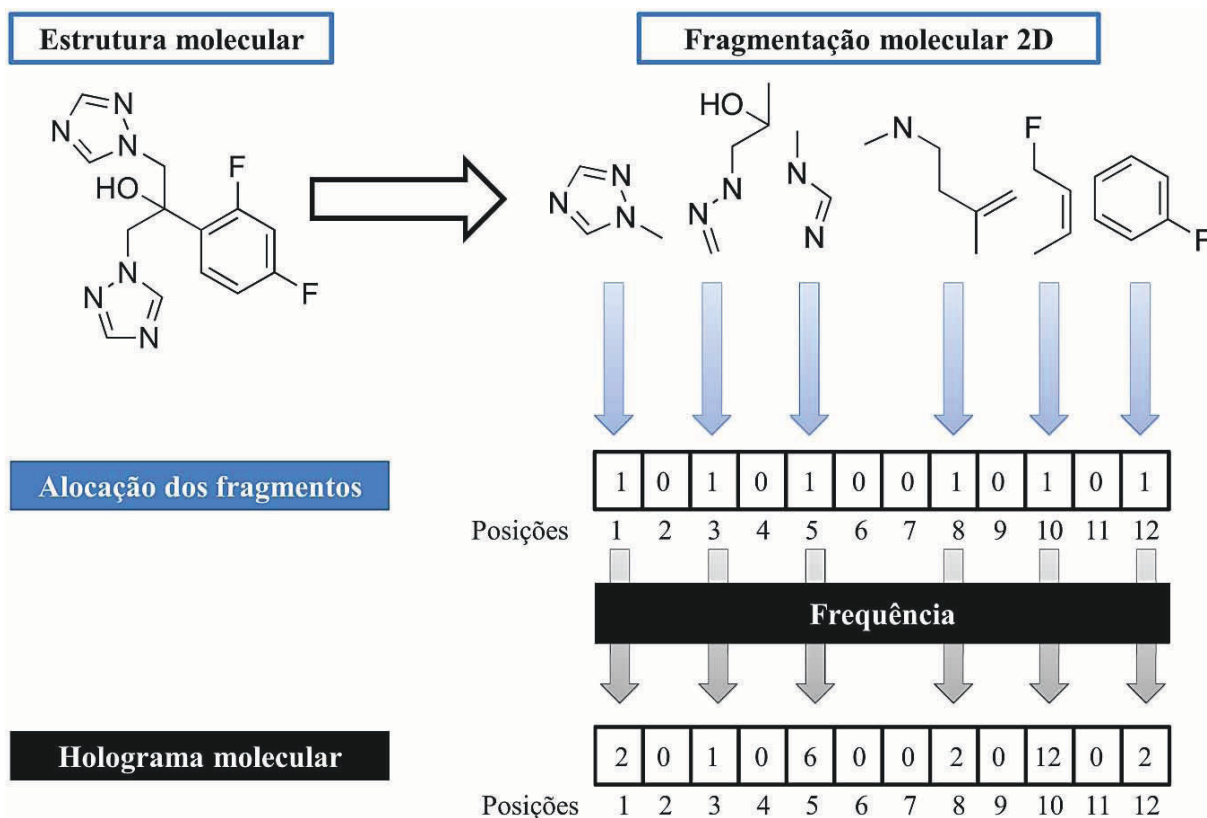 Estrutura molecular
Fragmentação molecular 2D
N
N
N
HO
F
F
N
N
N
N
N
N
HO
N
N
N
N
N
F
F
Alocação dos fragmentos
1 0 1 0 1 0 0 1 0 1 0 1
Posições 1 2 3 4 5 6 7 8 9 10 11 12
Frequência
Holograma molecular
2 0 1 0 6 0 0 2 0 12 0 2
Posições 1 2 3 4 5 6 7 8 9 10 11 12